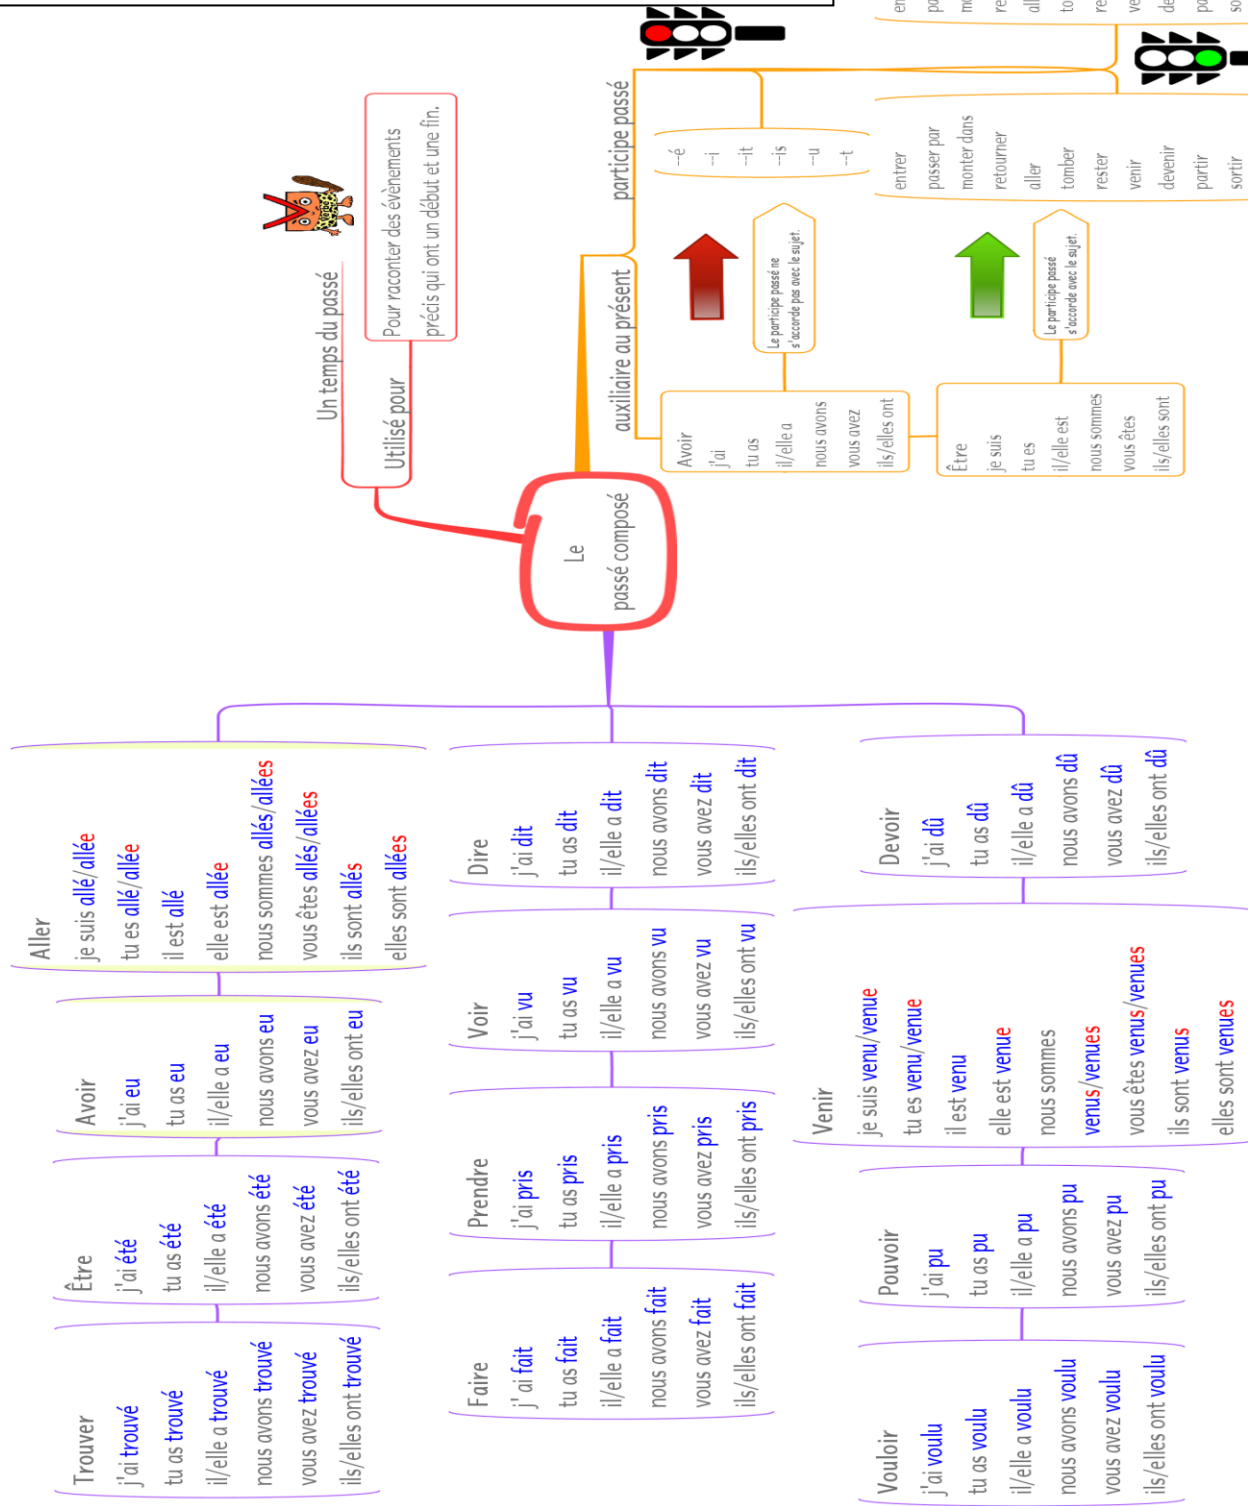 Un temps du passé
Utilisé pour
Pour raconter des évènements
précis qui ont un début et une fin.
Le
passé composé
auxiliaire au présent
participe passé
Avoir
j'ai
tu as
il/elle a
nous avons
vous avez
ils/elles ont
Le participe passé ne
s'accorde pas avec le sujet.
--é
--i
--it
--is
--u
--t
Être
je suis
tu es
il/elle est
nous sommes
vous êtes
ils/elles sont
Le participe passé
s'accorde avec le sujet.
entrer
passer par
monter dans
retourner
aller
tomber
rester
venir
devenir
partir
sortir
Trouver
j'ai trouvé
tu as trouvé
il/elle a trouvé
nous avons trouvé
vous avez trouvé
ils/elles ont trouvé
Être
j'ai été
tu as été
il/elle a été
nous avons été
vous avez été
ils/elles ont été
Avoir
j'ai eu
tu as eu
il/elle a eu
nous avons eu
vous avez eu
ils/elles ont eu
Aller
je suis allé/allée
tu es allé/allée
il est allé
elle est allée
nous sommes allés/allées
vous êtes allés/allées
ils sont allés
elles sont allées
Faire
j' ai fait
tu as fait
il/elle a fait
nous avons fait
vous avez fait
ils/elles ont fait
Prendre
j'ai pris
tu as pris
il/elle a pris
nous avons pris
vous avez pris
ils/elles ont pris
Voir
j'ai vu
tu as vu
il/elle a vu
nous avons vu
vous avez vu
ils/elles ont vu
Dire
j'ai dit
tu as dit
il/elle a dit
nous avons dit
vous avez dit
ils/elles ont dit
Vouloir
j'ai voulu
tu as voulu
il/elle a voulu
nous avons voulu
vous avez voulu
ils/elles ont voulu
Pouvoir
j'ai pu
tu as pu
il/elle a pu
nous avons pu
vous avez pu
ils/elles ont pu
Venir
je suis venu/venue
tu es venu/venue
il est venu
elle est venue
nous sommes
venus/venues
vous êtes venus/venues
ils sont venus
elles sont venues
Devoir
j'ai dû
tu as dû
il/elle a dû
nous avons dû
vous avez dû
ils/elles ont dû